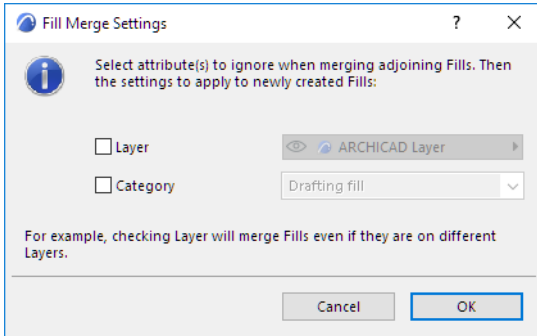 Fill Merge Settings
Select attribute(s) to ignore when merging adjoining Fills. Then
the settings to apply to newly created Fills:
Layer
ARCHICAD Layer
Category
Drafting fill
For example, checking Layer will merge Fills even if they are on different
Layers.
Cancel
OK